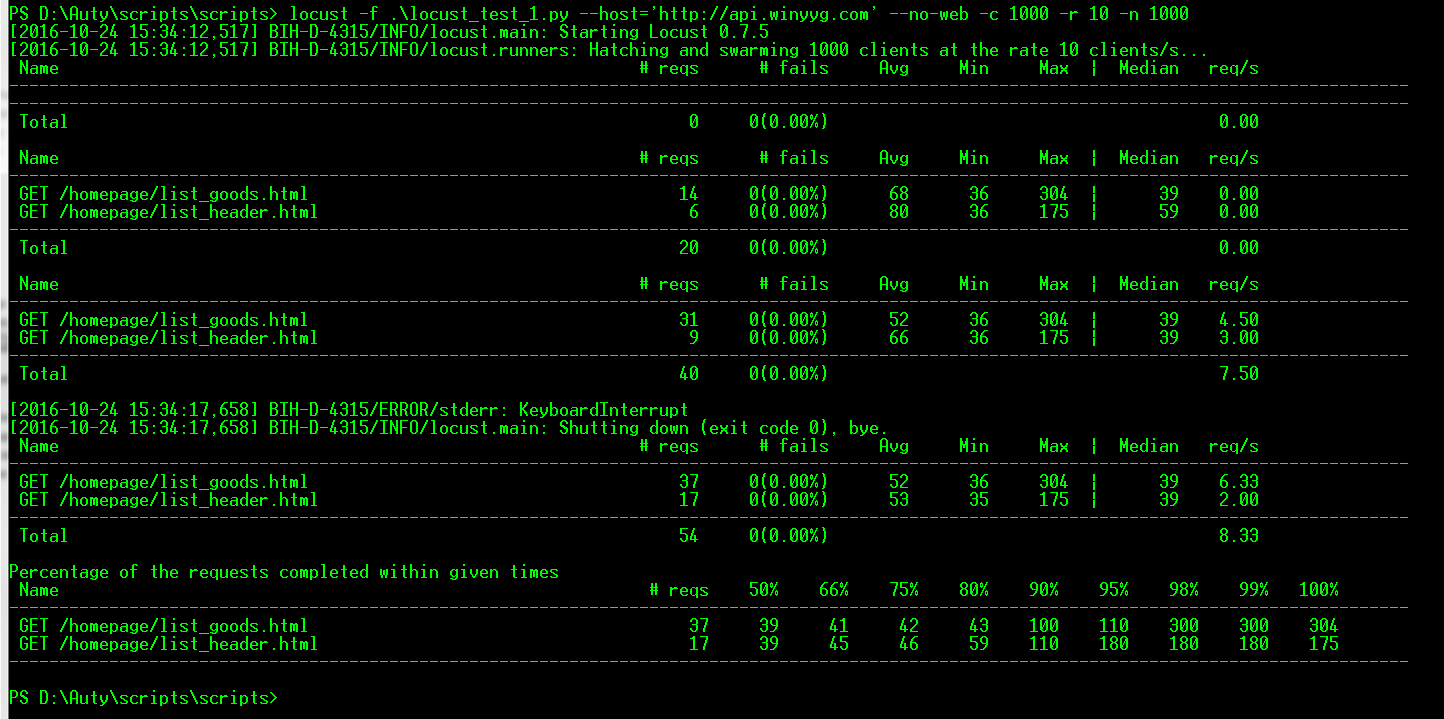 PS D:\Auty\scripts\scripts> locust -f .\locust_test_1.py --host='http://api.winyyg.com' --no-web -c 1000 -r 10 -n 1000
[2016-10-24 15:34:12,517] BIH-D-4315/INFO/locust.main: Starting Locust 0.7.5
[2016-10-24 15:34:12,517] BIH-D-4315/INFO/locust.runners: Hatching and swarming 1000 clients at the rate 10 clients/s...
Name # reqs # fails Avg Min Max | Median req/s
Total 0 0(0.00%) 0.00
Name # reqs # fails Avg Min Max | Median req/s
GET /homepage/list_goods.html 14 0(0.00%) 68 36 304 | 39 0.00
GET /homepage/list_header.html 6 0(0.00%) 80 36 175 | 59 0.00
Total 20 0(0.00%) 0.00
Name # reqs # fails Avg Min Max | Median req/s
GET /homepage/list_goods.html 31 0(0.00%) 52 36 304 | 39 4.50
GET /homepage/list_header.html 9 0(0.00%) 66 36 175 | 39 3.00
Total 40 0(0.00%) 7.50
[2016-10-24 15:34:17,658] BIH-D-4315/ERROR/stderr: KeyboardInterrupt
[2016-10-24 15:34:17,658] BIH-D-4315/INFO/locust.main: Shutting down (exit code 0), bye.
Name # reqs # fails Avg Min Max | Median req/s
GET /homepage/list_goods.html 37 0(0.00%) 52 36 304 | 39 6.33
GET /homepage/list_header.html 17 0(0.00%) 53 35 175 | 39 2.00
Total 54 0(0.00%) 8.33
Percentage of the requests completed within given times
Name # reqs 50% 66% 75% 80% 90% 95% 98% 99% 100%
GET /homepage/list_goods.html 37 39 41 42 43 100 110 300 300 304
GET /homepage/list_header.html 17 39 45 46 59 110 180 180 180 175
PS D:\Auty\scripts\scripts>